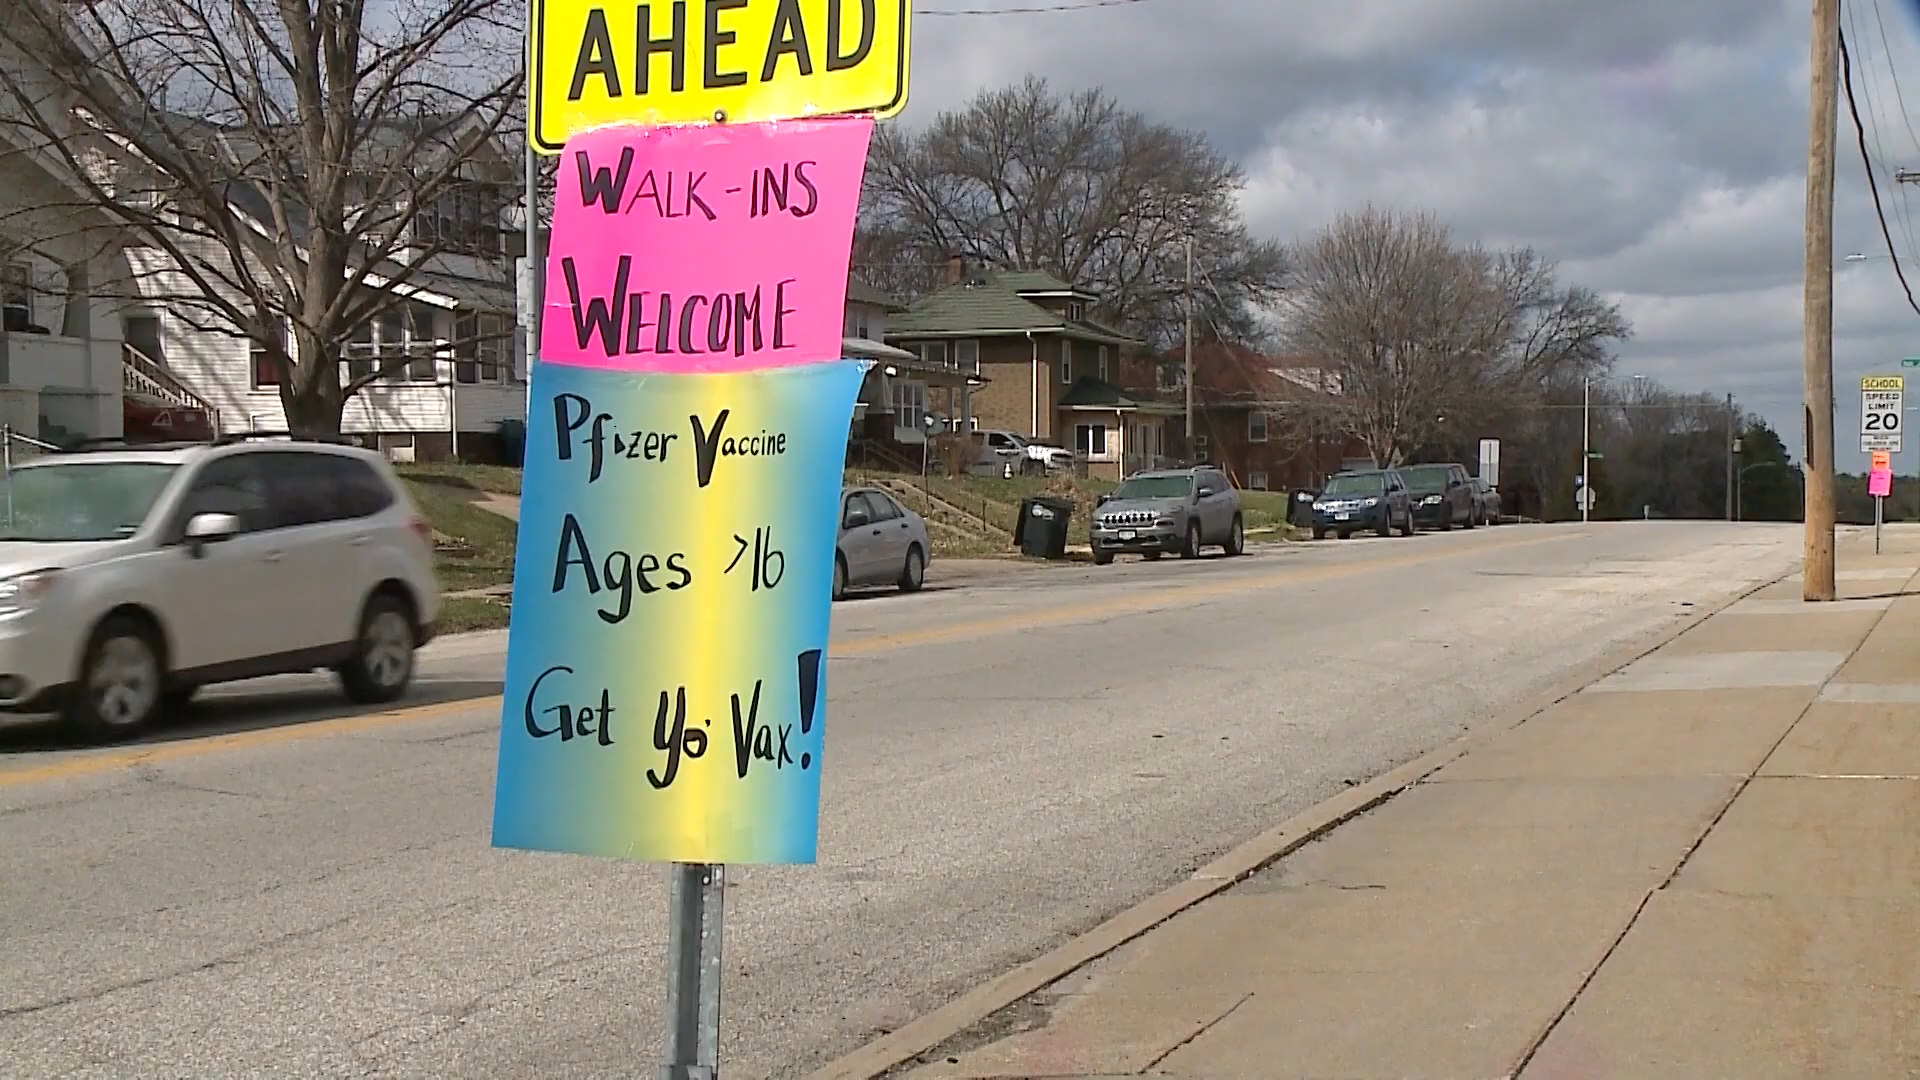 AHEAD
WALK-INS
WELCOME
Pfizer Vaccine
Ages >16
Get Yo' Vax!
SCHOOL
SPEED
LIMIT
20